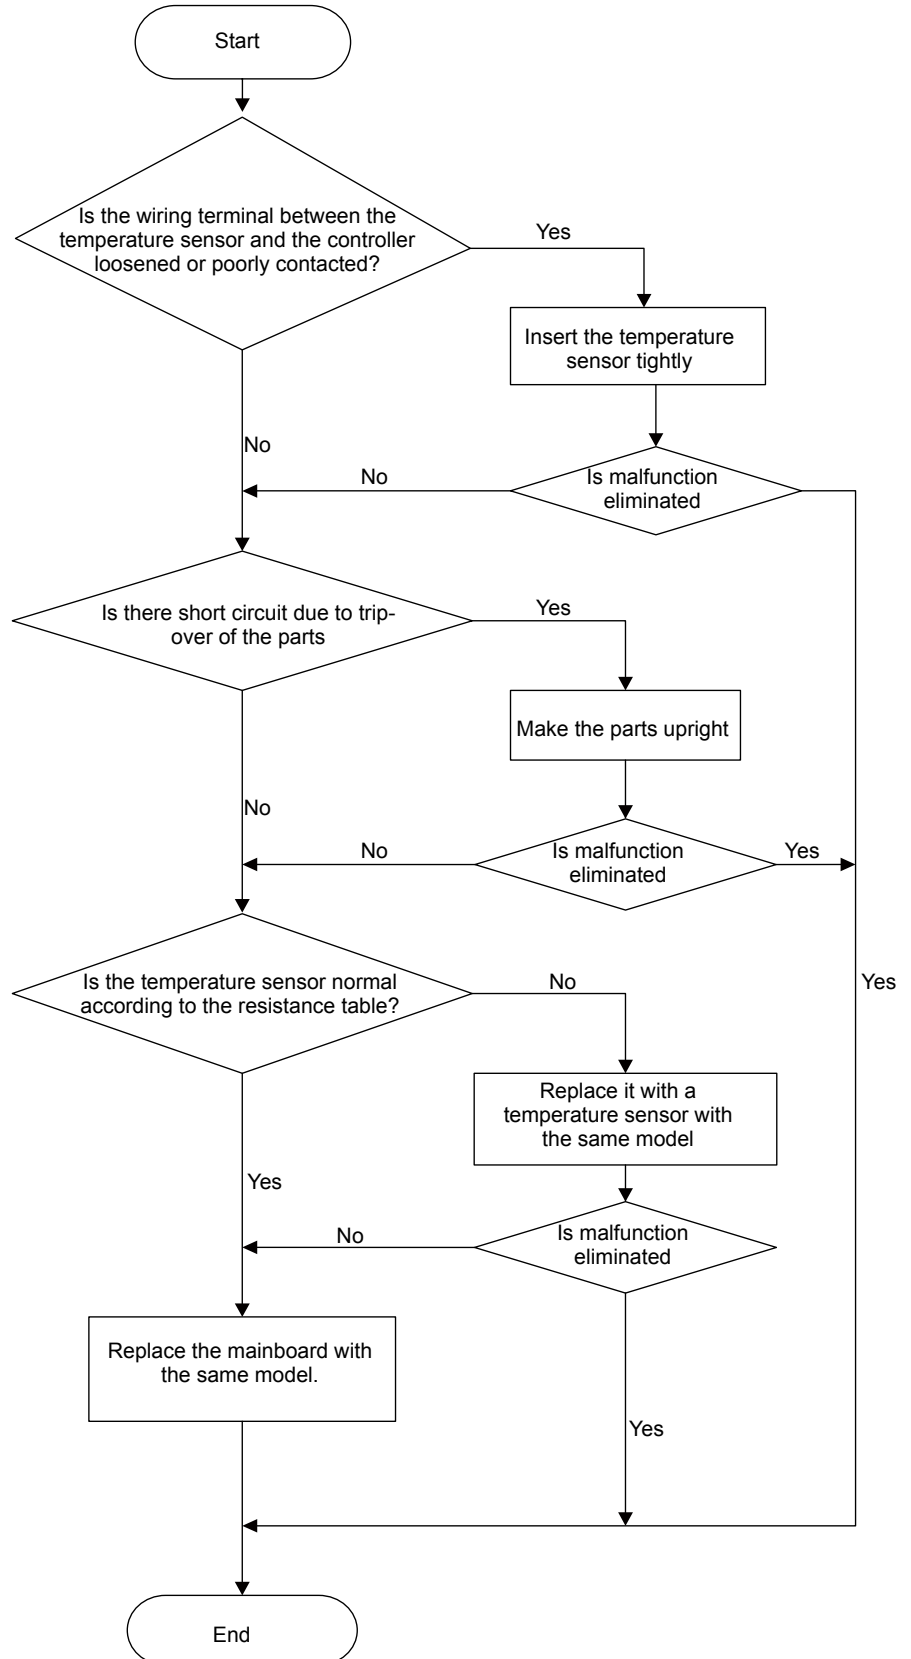 Start
Is the wiring terminal between the
temperature sensor and the controller
loosened or poorly contacted?
Yes
Insert the temperature
sensor tightly
No
No
Is malfunction
eliminated
Is there short circuit due to trip-
over of the parts
Yes
Make the parts upright
No
No
Is malfunction
eliminated
Yes
Is the temperature sensor normal
according to the resistance table?
No
Yes
Replace it with a
temperature sensor with
the same model
Yes
No
Is malfunction
eliminated
Replace the mainboard with
the same model.
Yes
End